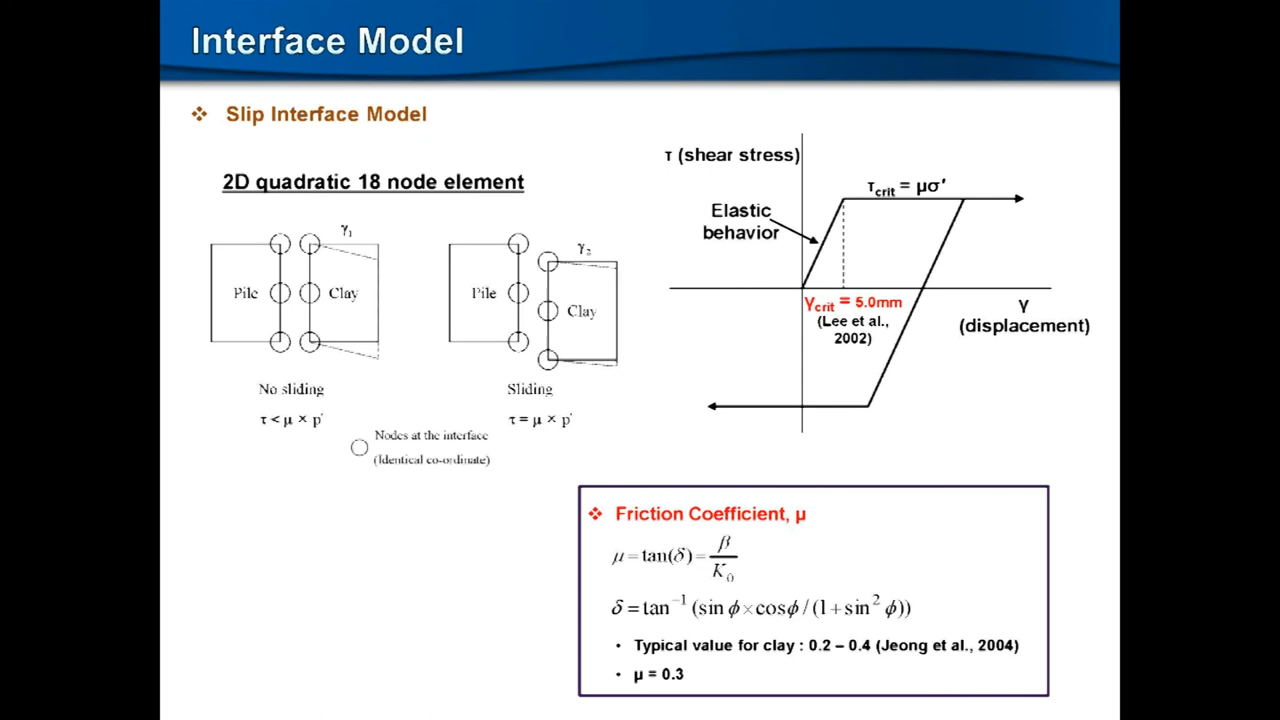 Interface Model
❖ Slip Interface Model
2D quadratic 18 node element
γ₁
Pile
Clay
No sliding
τ < μ × p'
γ₂
Pile
Clay
Sliding
τ = μ × p'
Nodes at the interface
(Identical co-ordinate)
τ (shear stress)
τcrit = μσ'
Elastic
behavior
γcrit = 5.0mm
(Lee et al.,
2002)
γ
(displacement)
❖ Friction Coefficient, μ
μ = tan(δ) = β / K₀
δ = tan⁻¹ (sin ϕ × cosϕ / (1 + sin² ϕ))
• Typical value for clay : 0.2 – 0.4 (Jeong et al., 2004)
• μ = 0.3